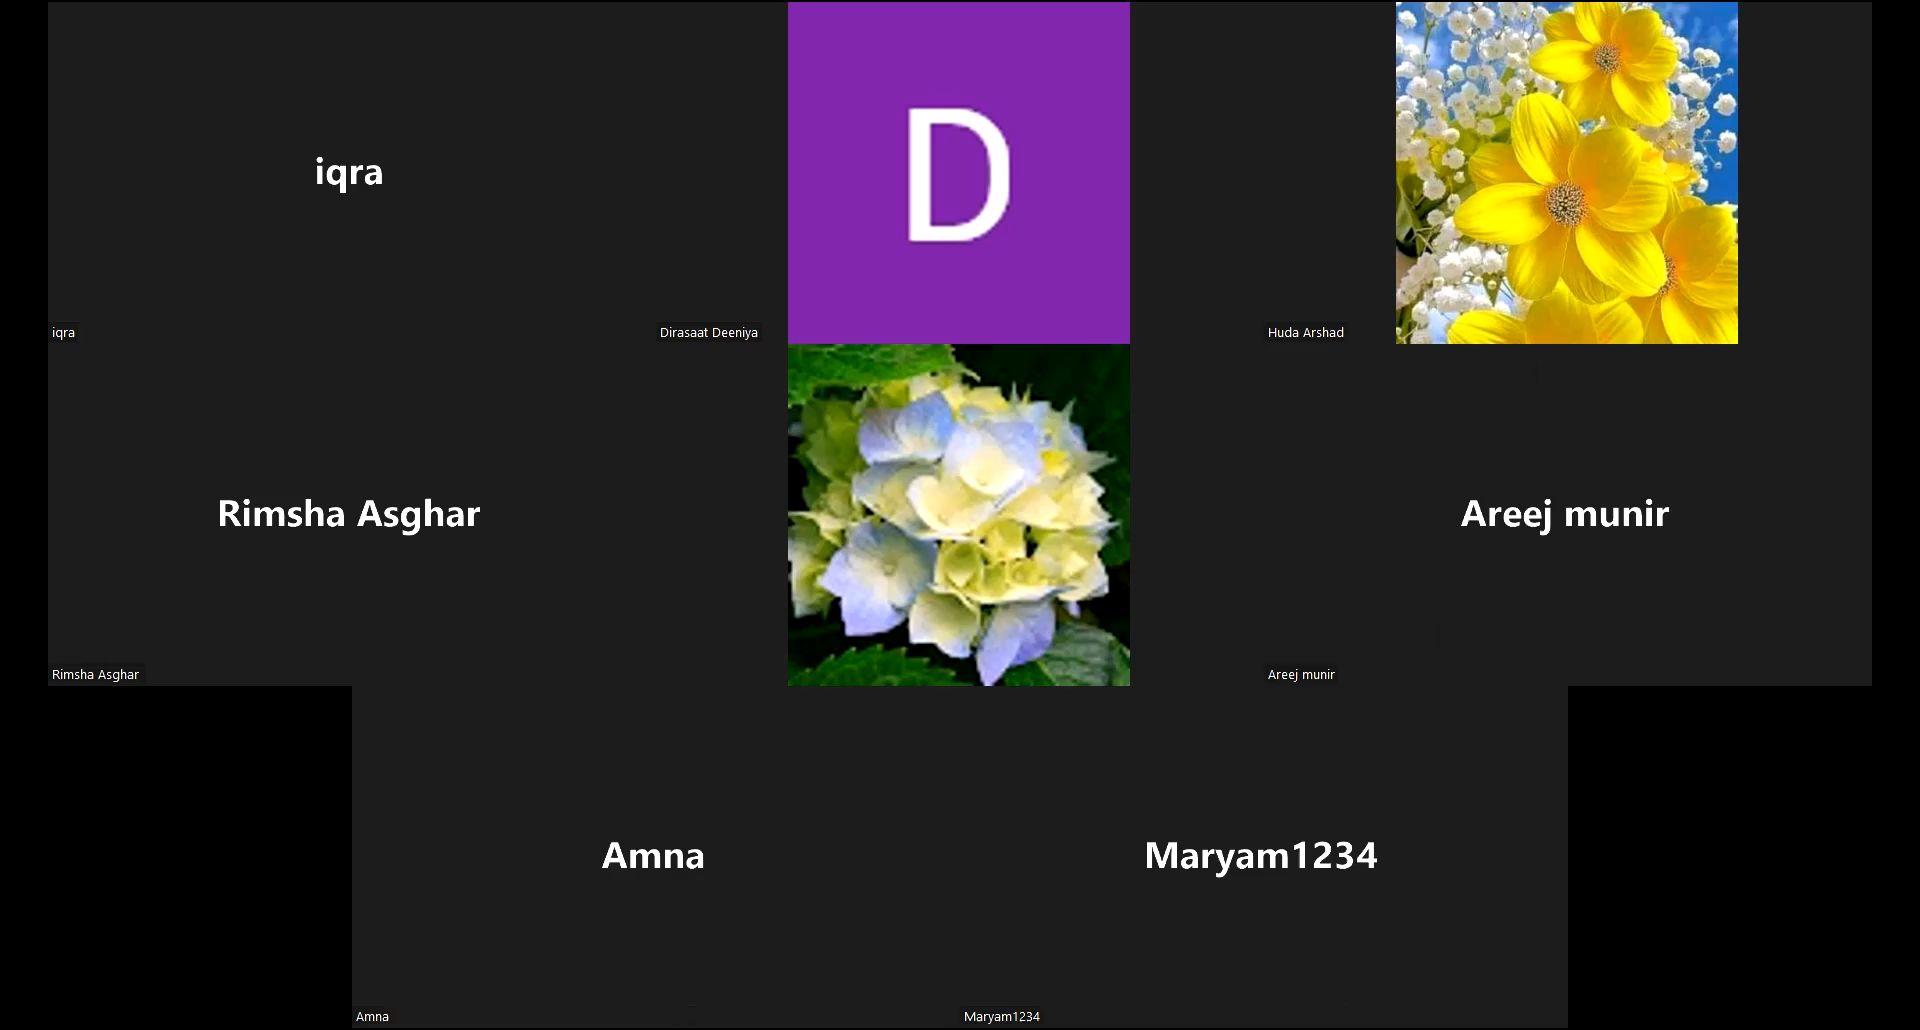 iqra
D
iqra
Dirasaat Deeniya
Huda Arshad
Rimsha Asghar
Areej munir
Rimsha Asghar
Areej munir
Amna
Maryam1234
Amna
Maryam1234